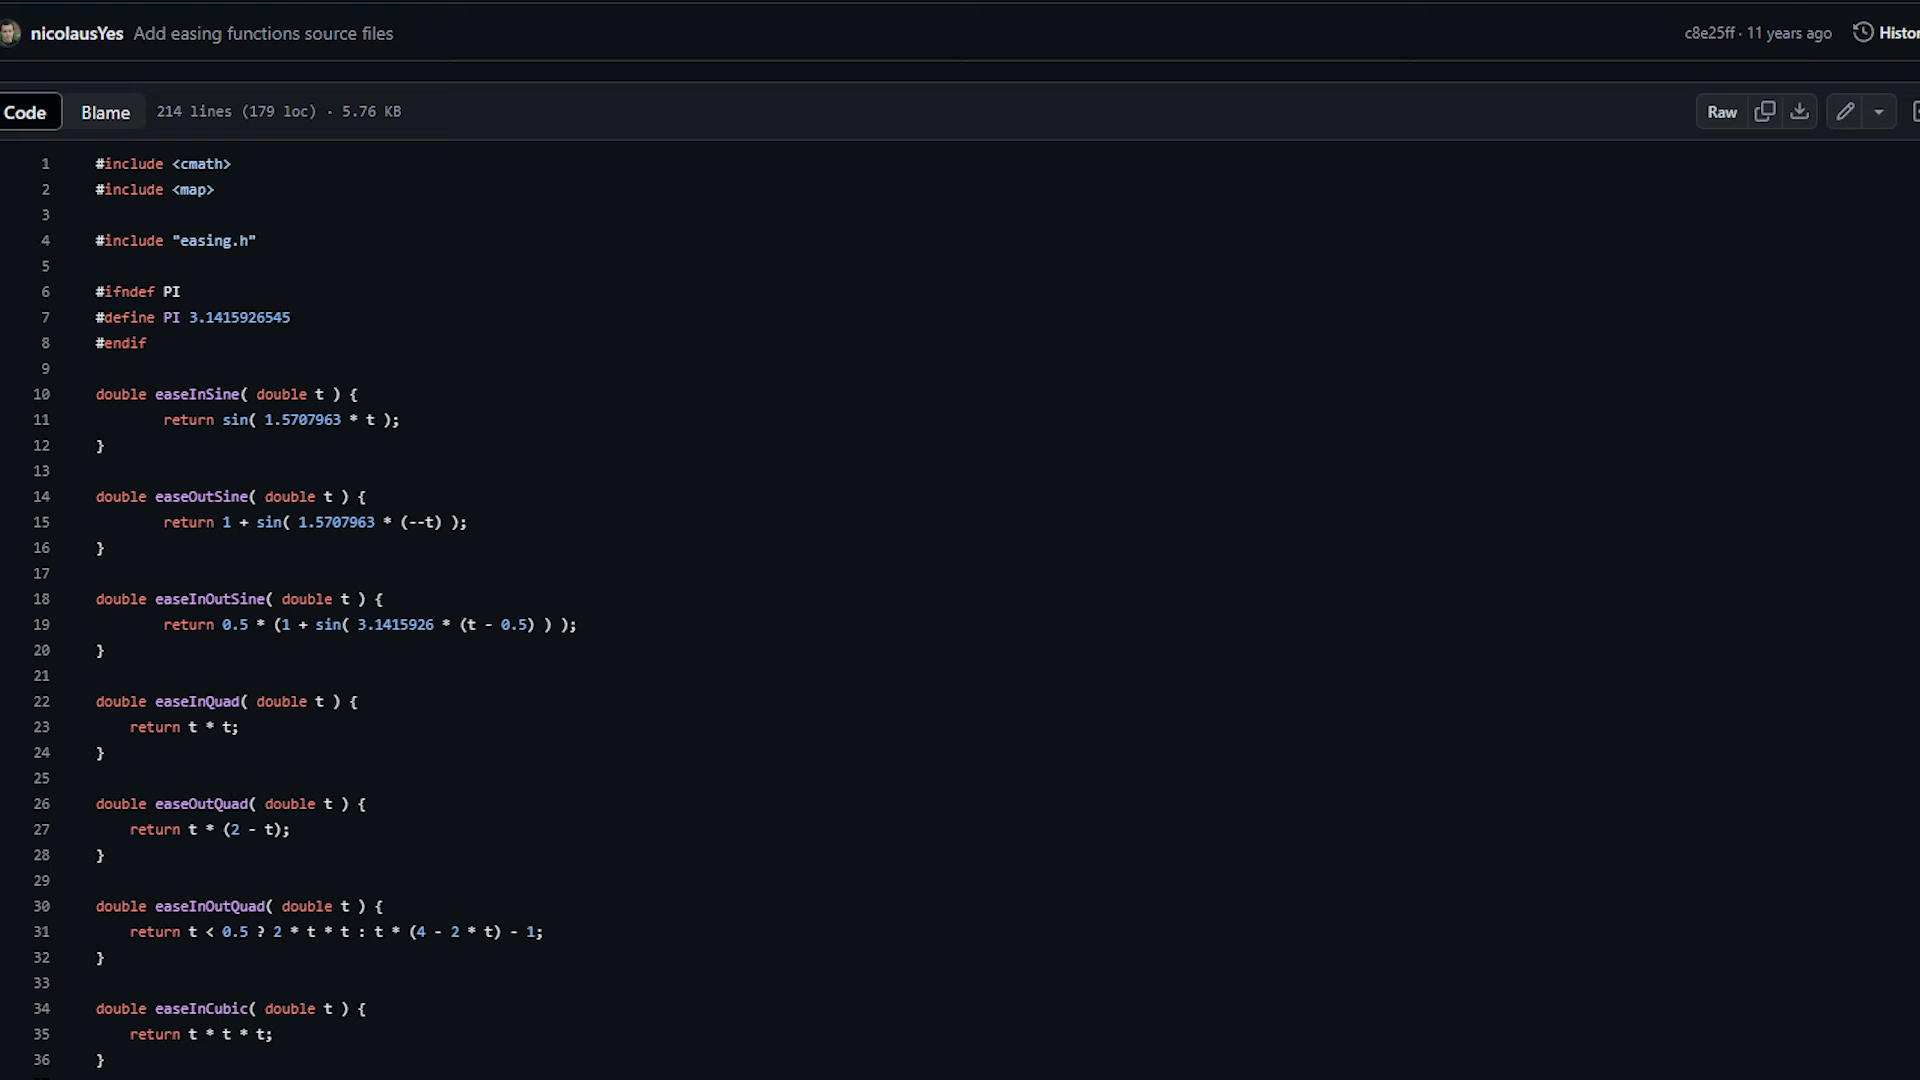 nicolausYes Add easing functions source files c8e25ff · 11 years ago
Code Blame 214 lines (179 loc) · 5.76 KB Raw
1 #include <cmath>
2 #include <map>
3
4 #include "easing.h"
5
6 #ifndef PI
7 #define PI 3.1415926545
8 #endif
9
10 double easeInSine( double t ) {
11 return sin( 1.5707963 * t );
12 }
13
14 double easeOutSine( double t ) {
15 return 1 + sin( 1.5707963 * (--t) );
16 }
17
18 double easeInOutSine( double t ) {
19 return 0.5 * (1 + sin( 3.1415926 * (t - 0.5) ) );
20 }
21
22 double easeInQuad( double t ) {
23 return t * t;
24 }
25
26 double easeOutQuad( double t ) {
27 return t * (2 - t);
28 }
29
30 double easeInOutQuad( double t ) {
31 return t < 0.5 ? 2 * t * t : t * (4 - 2 * t) - 1;
32 }
33
34 double easeInCubic( double t ) {
35 return t * t * t;
36 }